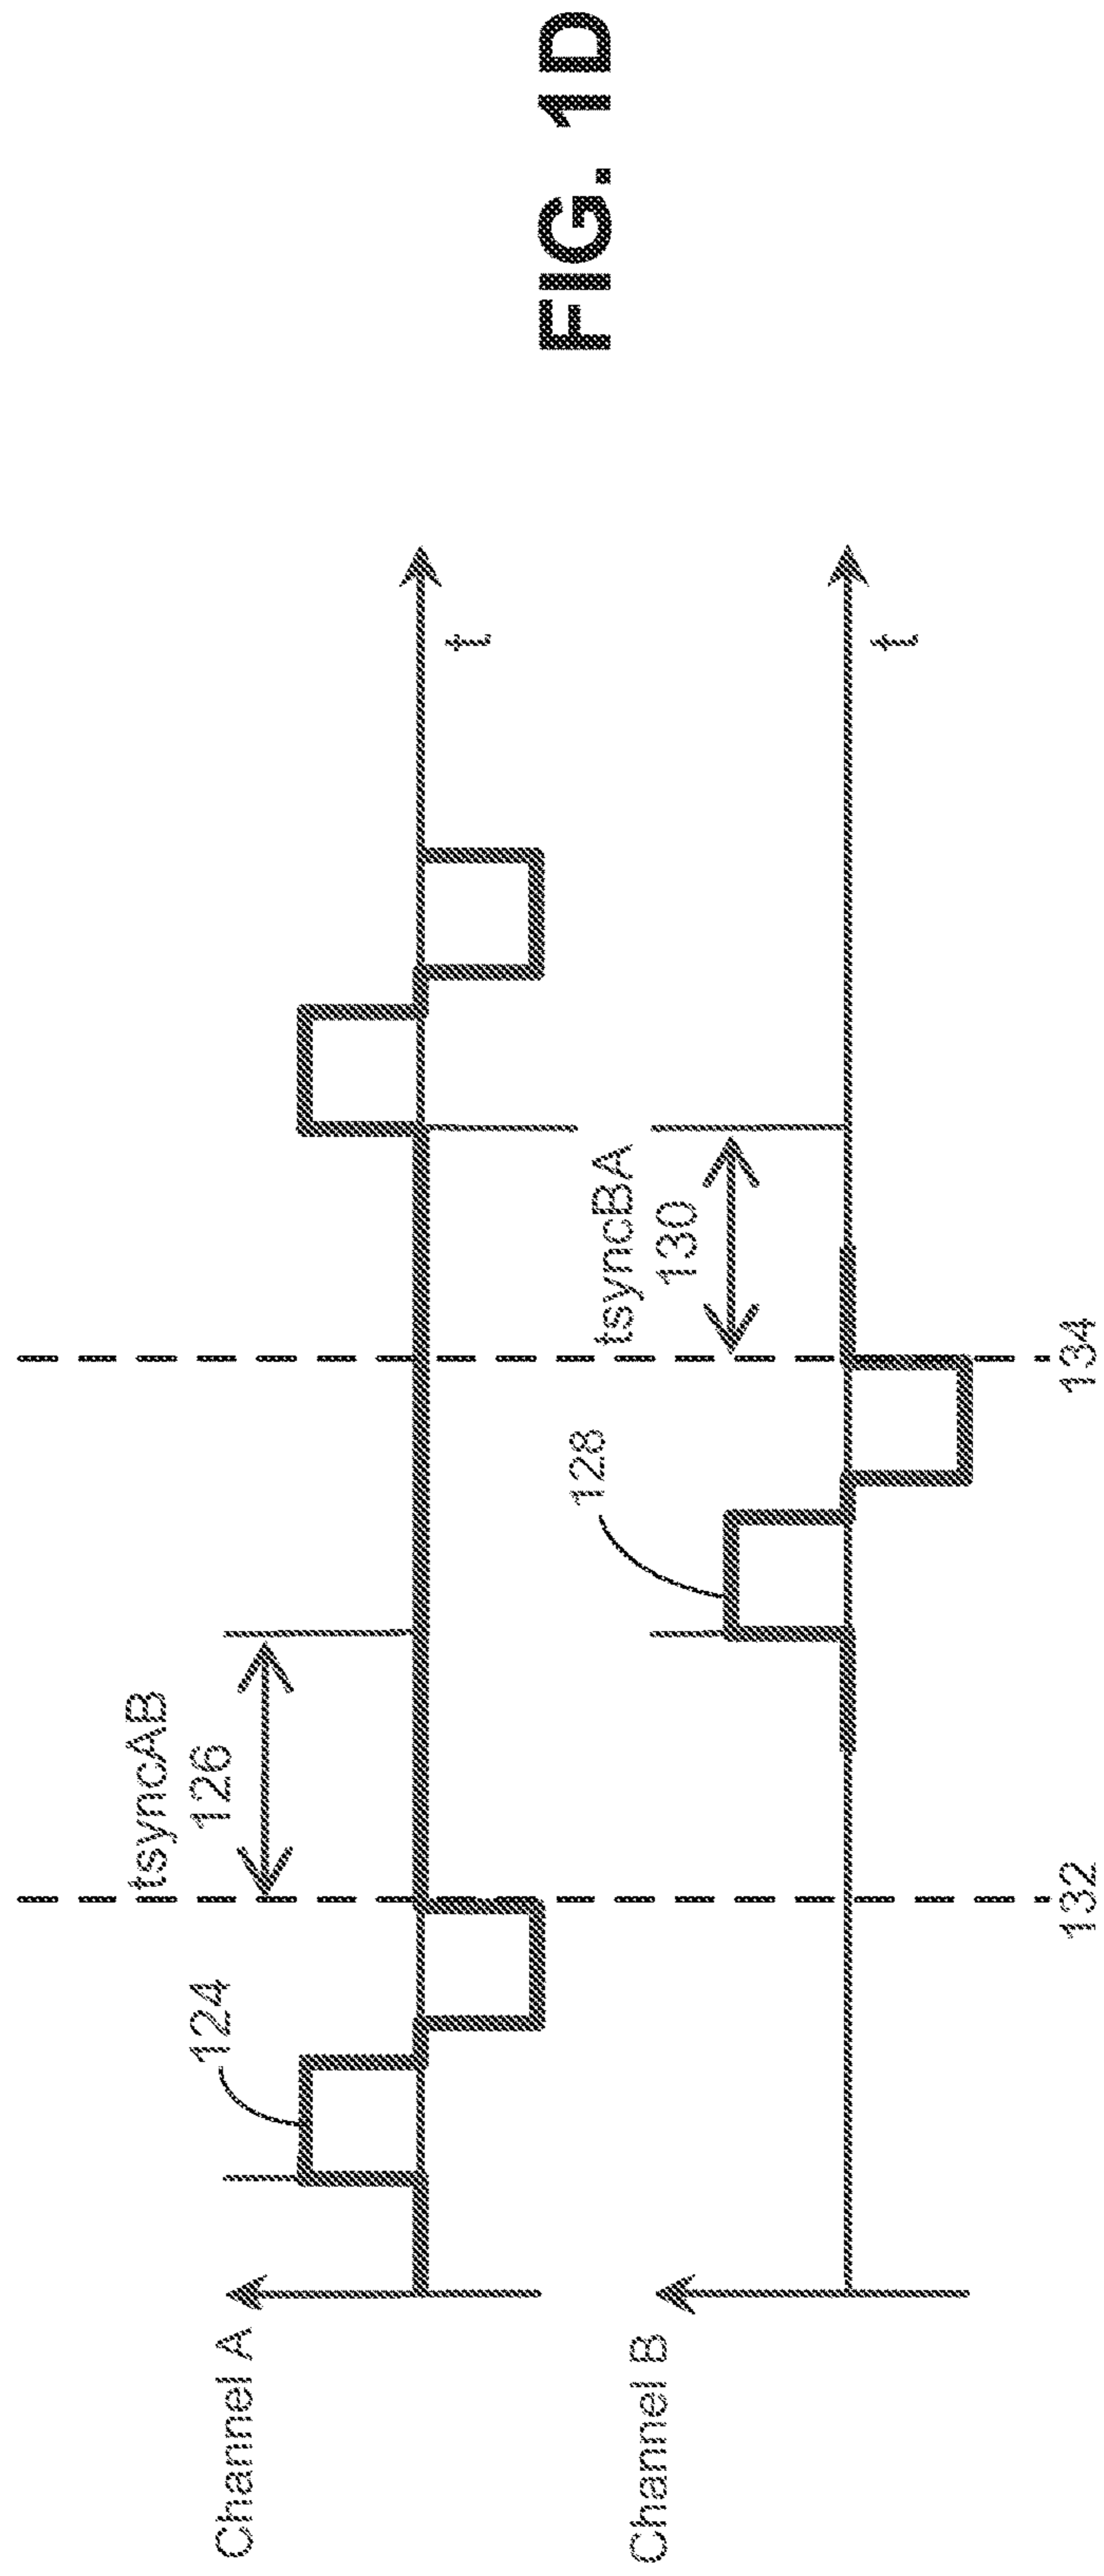 Channel A
124
tsyncAB
126
t
Channel B
132
128
134
tsyncBA
130
t
FIG. 1D